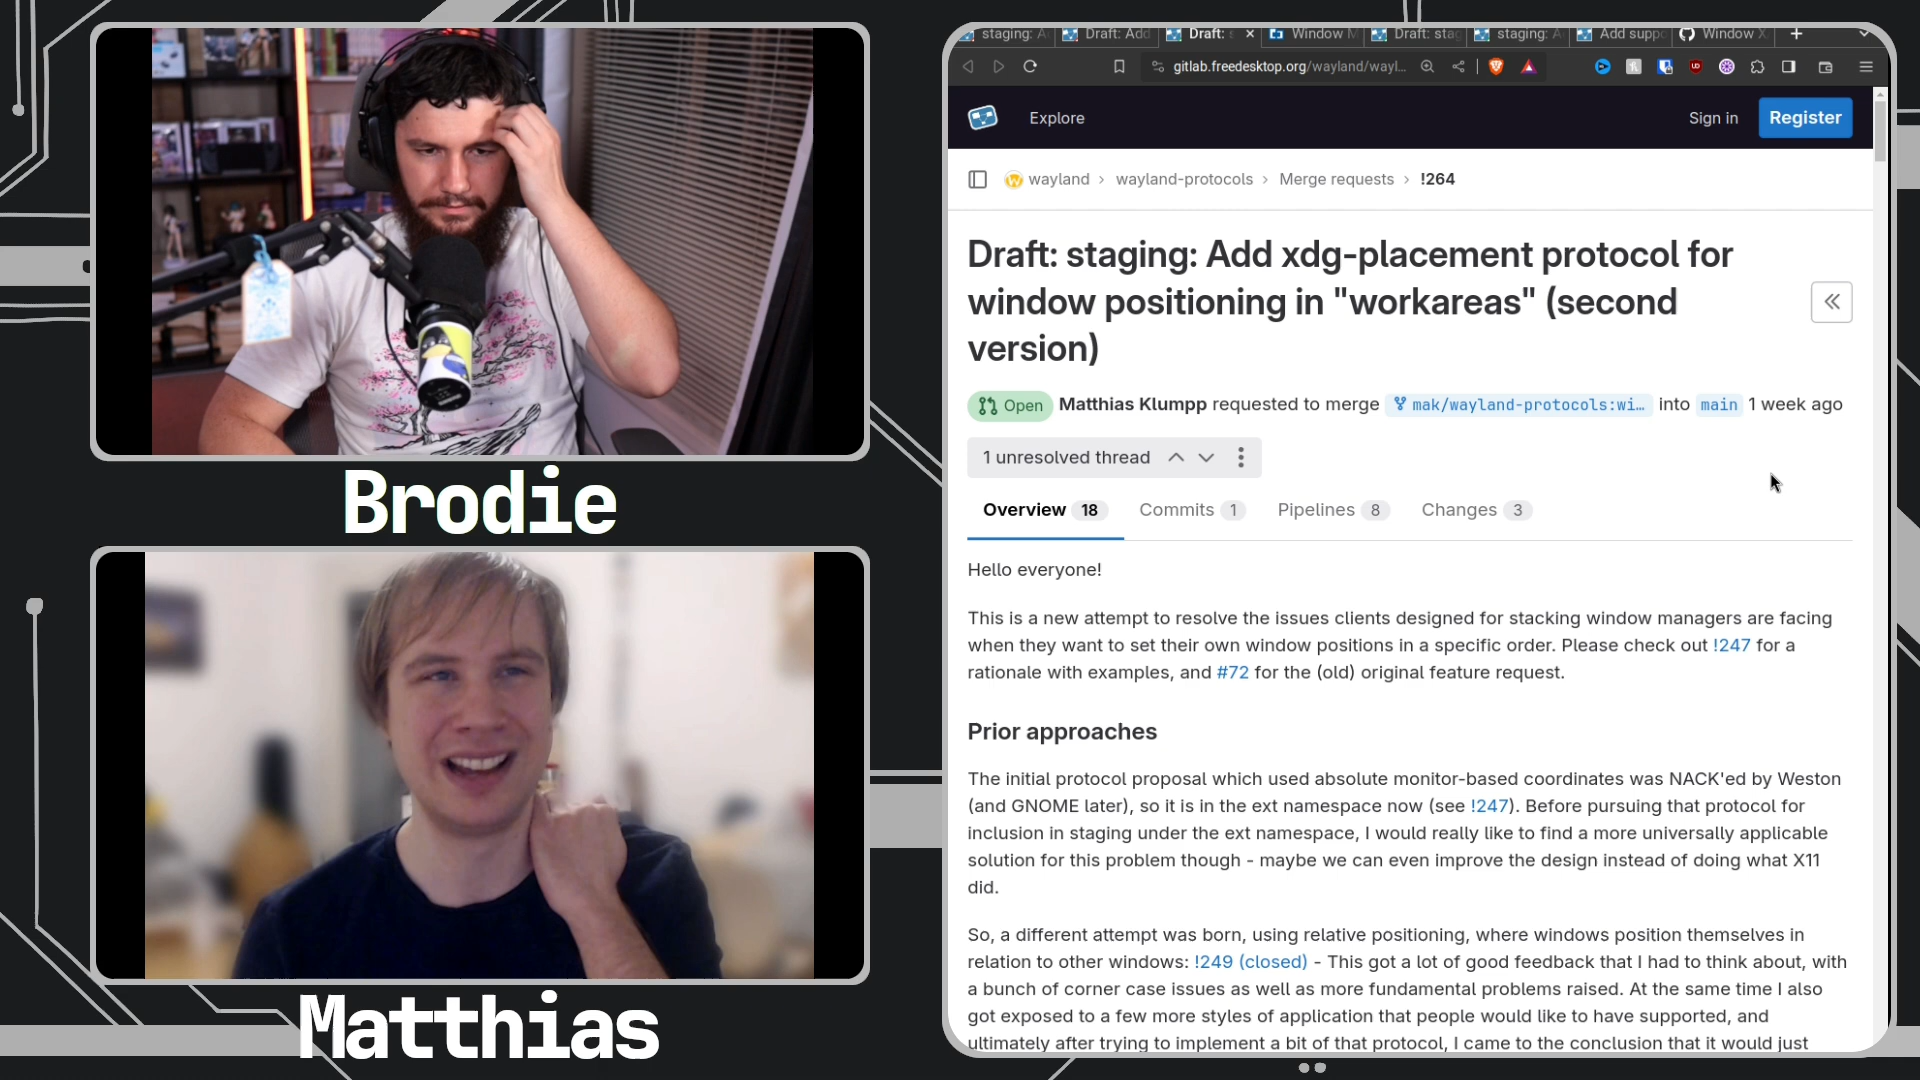 Brodie
Matthias
staging: A
Draft: Add
Draft: s
Window M
Draft: stag
staging: A
Add suppo
Window X
gitlab.freedesktop.org/wayland/wayl...
Explore
Sign in
Register
wayland › wayland-protocols › Merge requests › !264
Draft: staging: Add xdg-placement protocol for
window positioning in "workareas" (second
version)
Open Matthias Klumpp requested to merge mak/wayland-protocols:wi… into main 1 week ago
1 unresolved thread
Overview 18 Commits 1 Pipelines 8 Changes 3
Hello everyone!
This is a new attempt to resolve the issues clients designed for stacking window managers are facing
when they want to set their own window positions in a specific order. Please check out !247 for a
rationale with examples, and #72 for the (old) original feature request.
Prior approaches
The initial protocol proposal which used absolute monitor-based coordinates was NACK'ed by Weston
(and GNOME later), so it is in the ext namespace now (see !247). Before pursuing that protocol for
inclusion in staging under the ext namespace, I would really like to find a more universally applicable
solution for this problem though - maybe we can even improve the design instead of doing what X11
did.
So, a different attempt was born, using relative positioning, where windows position themselves in
relation to other windows: !249 (closed) - This got a lot of good feedback that I had to think about, with
a bunch of corner case issues as well as more fundamental problems raised. At the same time I also
got exposed to a few more styles of application that people would like to have supported, and
ultimately after trying to implement a bit of that protocol, I came to the conclusion that it would just